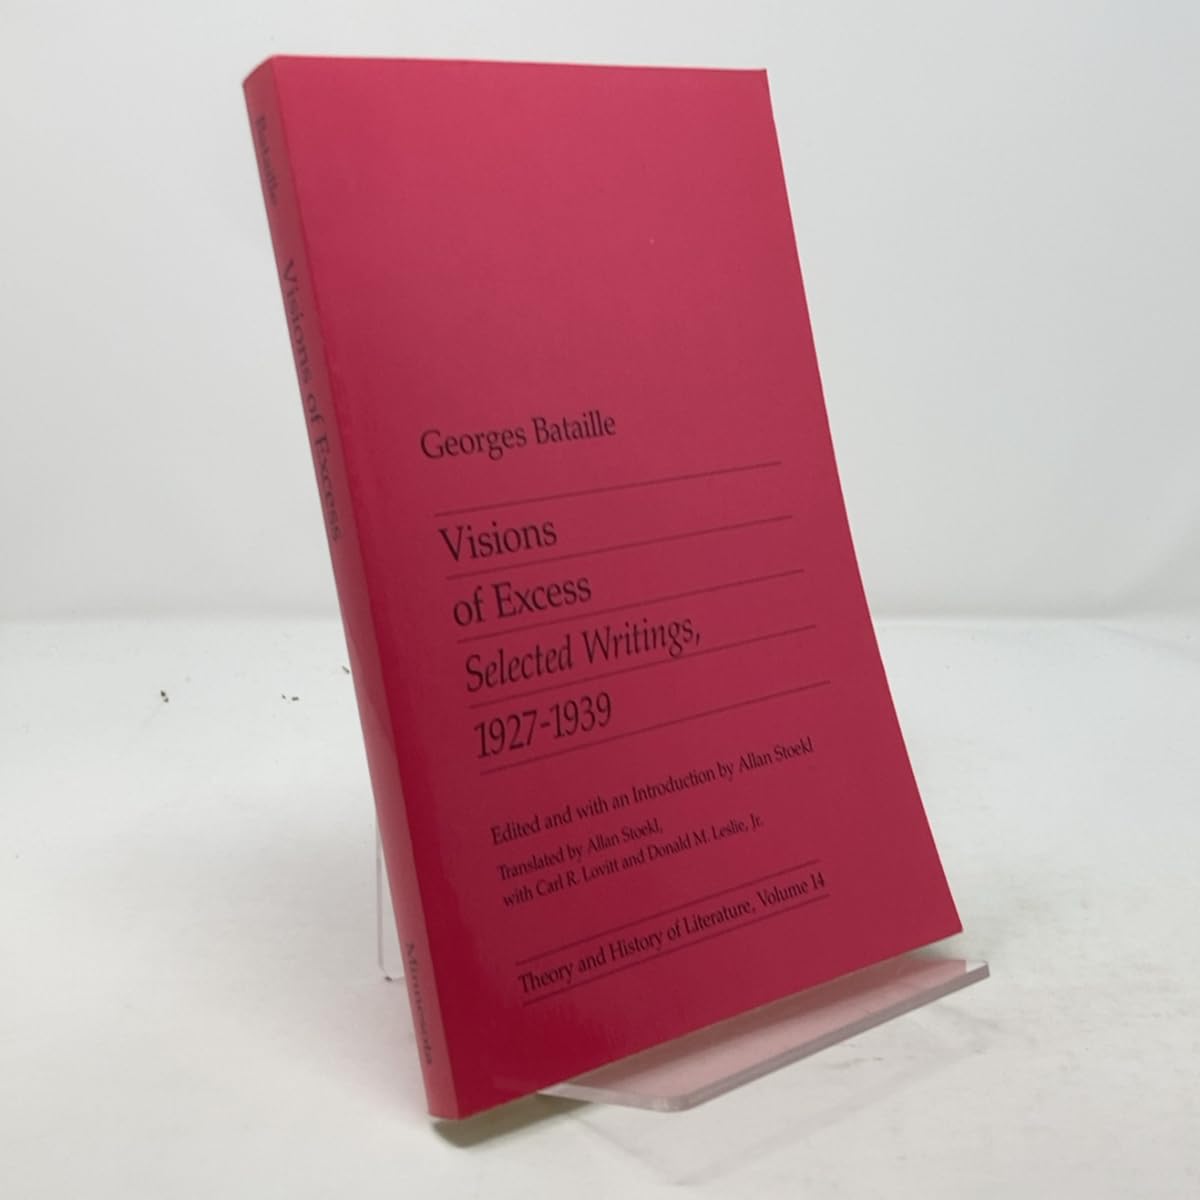 Bataille
Visions of Excess
Minnesota
Georges Bataille
Visions
of Excess
Selected Writings,
1927-1939
Edited and with an Introduction by Allan Stoekl
Translated by Allan Stoekl,
with Carl R. Lovitt and Donald M. Leslie, Jr.
Theory and History of Literature, Volume 14